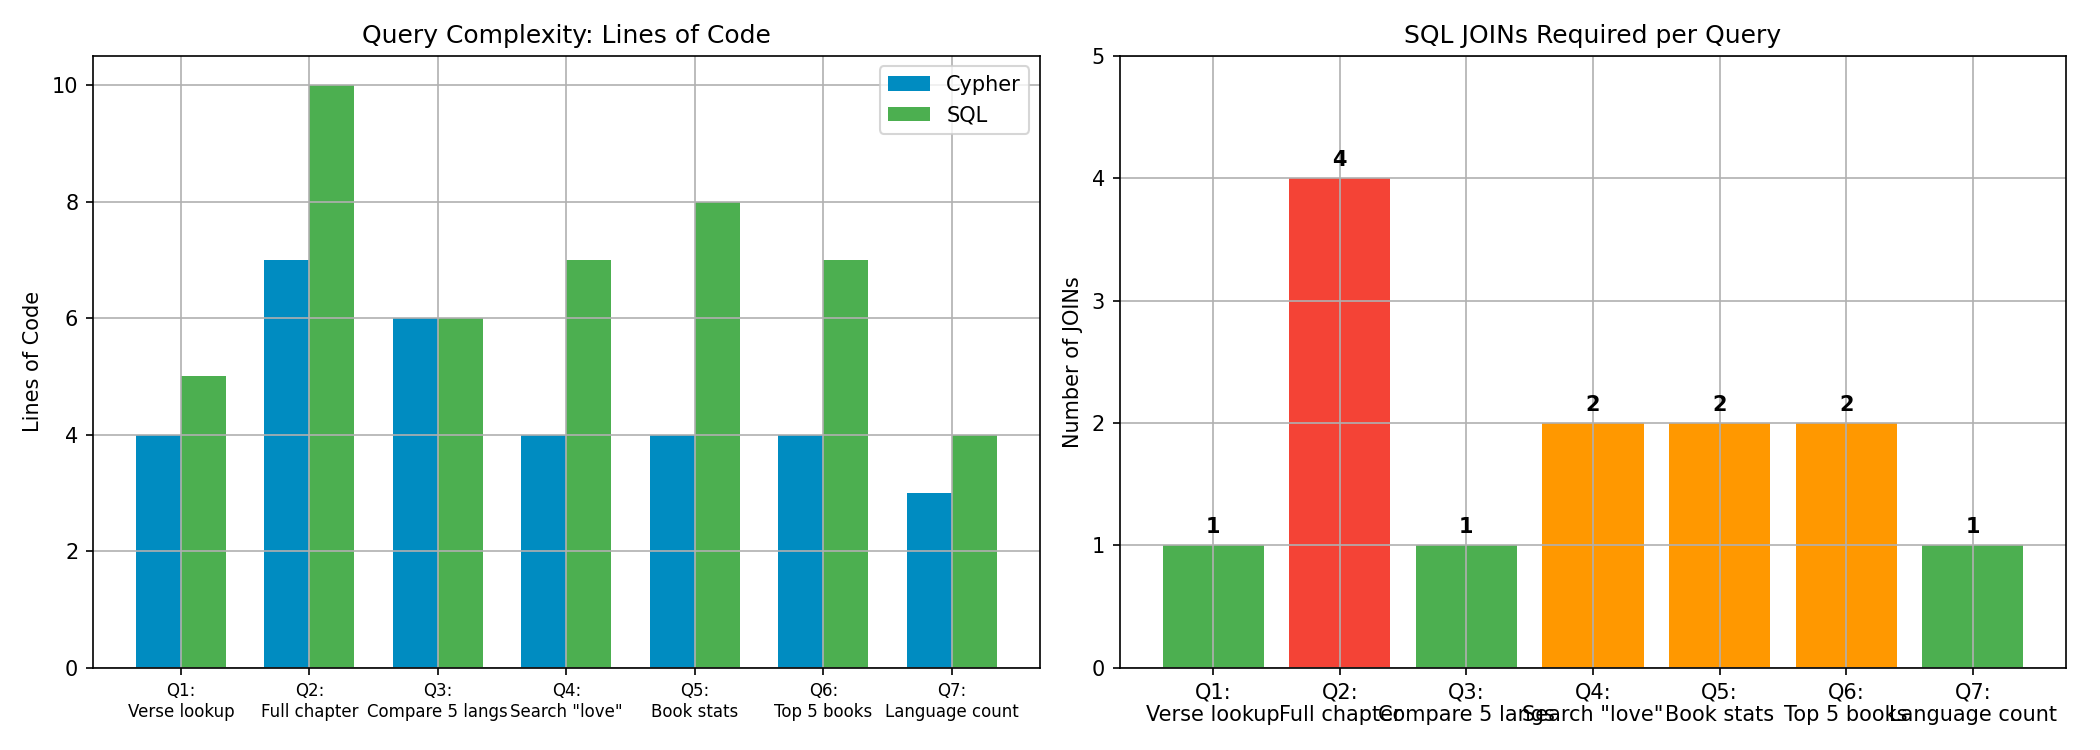 Query Complexity: Lines of Code
Lines of Code
10
8
6
4
2
0
Cypher
SQL
Q1:
Verse lookup
Q2:
Full chapter
Q3:
Compare 5 langs
Q4:
Search "love"
Q5:
Book stats
Q6:
Top 5 books
Q7:
Language count
SQL JOINs Required per Query
Number of JOINs
5
4
3
2
1
0
1
4
1
2
2
2
1
Q1:
Verse lookup
Q2:
Full chapter
Q3:
Compare 5 langs
Q4:
Search "love"
Q5:
Book stats
Q6:
Top 5 books
Q7:
Language count